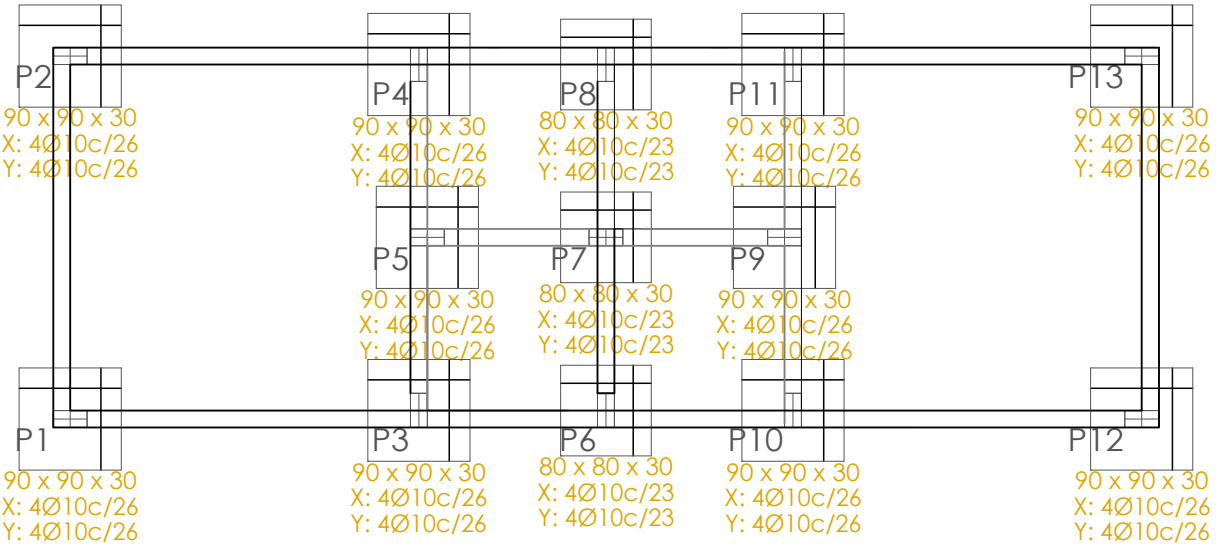 P2
90 x 90 x 30
X: 4Ø10c/26
Y: 4Ø10c/26
P4
90 x 90 x 30
X: 4Ø10c/26
Y: 4Ø10c/26
P8
80 x 80 x 30
X: 4Ø10c/23
Y: 4Ø10c/23
P11
90 x 90 x 30
X: 4Ø10c/26
Y: 4Ø10c/26
P13
90 x 90 x 30
X: 4Ø10c/26
Y: 4Ø10c/26
P5
90 x 90 x 30
X: 4Ø10c/26
Y: 4Ø10c/26
P7
80 x 80 x 30
X: 4Ø10c/23
Y: 4Ø10c/23
P9
90 x 90 x 30
X: 4Ø10c/26
Y: 4Ø10c/26
P1
90 x 90 x 30
X: 4Ø10c/26
Y: 4Ø10c/26
P3
90 x 90 x 30
X: 4Ø10c/26
Y: 4Ø10c/26
P6
80 x 80 x 30
X: 4Ø10c/23
Y: 4Ø10c/23
P10
90 x 90 x 30
X: 4Ø10c/26
Y: 4Ø10c/26
P12
90 x 90 x 30
X: 4Ø10c/26
Y: 4Ø10c/26